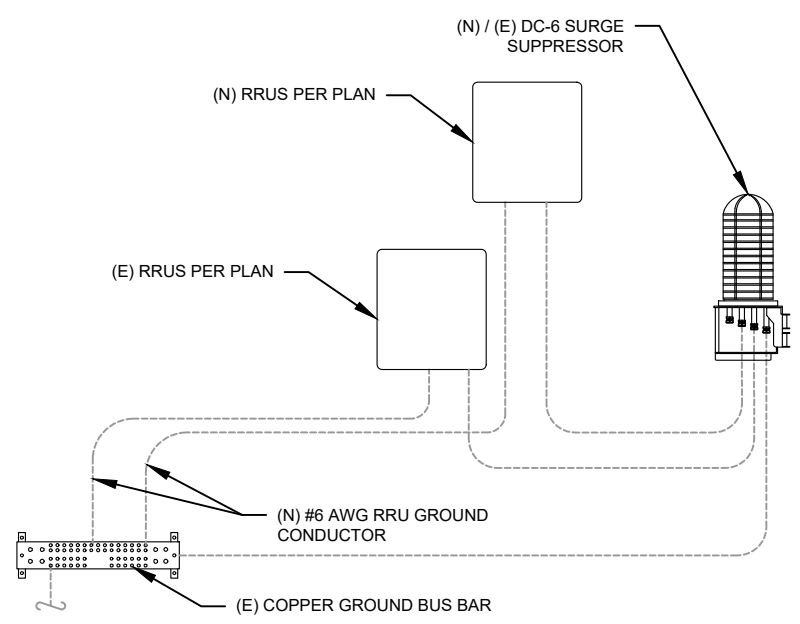 (N) / (E) DC-6 SURGE
SUPPRESSOR
(N) RRUS PER PLAN
(E) RRUS PER PLAN
(N) #6 AWG RRU GROUND
CONDUCTOR
(E) COPPER GROUND BUS BAR